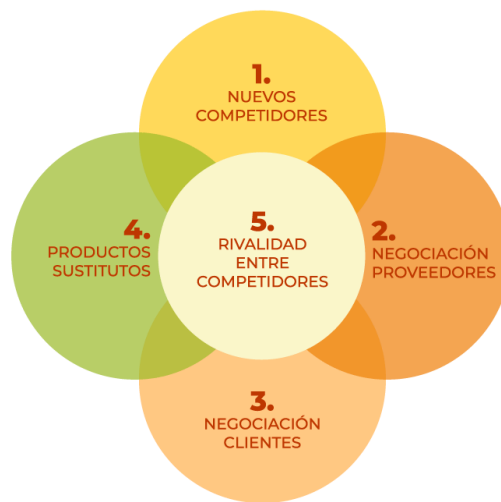 1.
NUEVOS
COMPETIDORES
4.
PRODUCTOS
SUSTITUTOS
5.
RIVALIDAD
ENTRE
COMPETIDORES
2.
NEGOCIACIÓN
PROVEEDORES
3.
NEGOCIACIÓN
CLIENTES